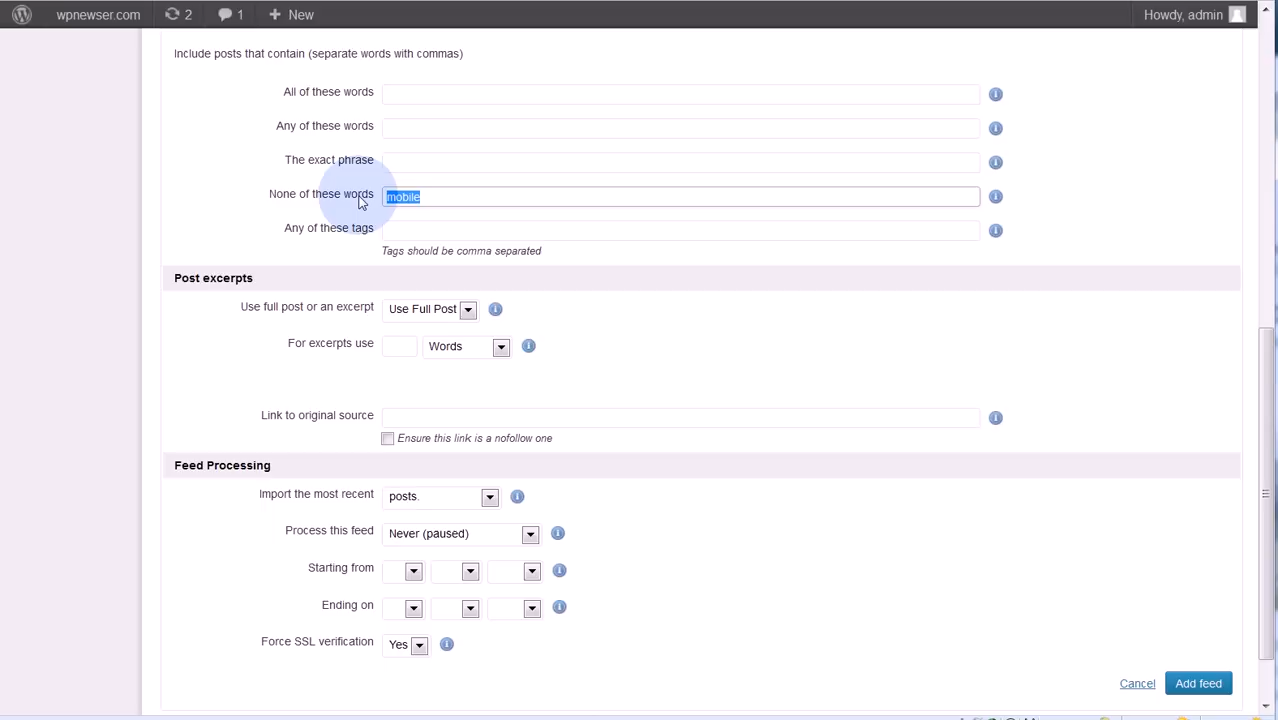 wpnewser.com 2 1 New Howdy, admin
Include posts that contain (separate words with commas)
All of these words
Any of these words
The exact phrase
None of these words mobile
Any of these tags
Tags should be comma separated
Post excerpts
Use full post or an excerpt Use Full Post
For excerpts use Words
Link to original source
Ensure this link is a nofollow one
Feed Processing
Import the most recent posts.
Process this feed Never (paused)
Starting from
Ending on
Force SSL verification Yes
Cancel Add feed